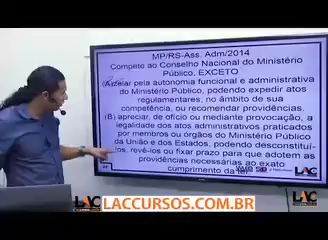 MP/RS-Ass. Adm/2014
Compete ao Conselho Nacional do Ministério
Público, EXCETO
zelar pela autonomia funcional e administrativa
do Ministério Público, podendo expedir atos
regulamentares, no âmbito de sua
competência, ou recomendar providências.
(B) apreciar, de ofício ou mediante provocação, a
legalidade dos atos administrativos praticados
por membros ou órgãos do Ministério Público
da União e dos Estados, podendo desconstituí-
los, revê-los ou fixar prazo para que adotem as
providências necessárias ao exato
cumprimento da lei
LAC
LAC
LACCURSOS.COM.BR